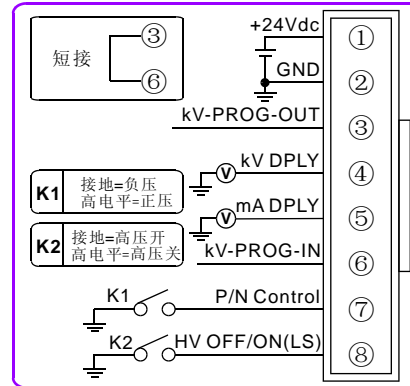 短接
③
⑥
+24Vdc
①
GND
②
kV-PROG-OUT
③
kV DPLY
V
④
K1
接地=负压
高电平=正压
mA DPLY
V
⑤
K2
接地=高压开
高电平=高压关
kV-PROG-IN
⑥
K1
P/N Control
⑦
K2
HV OFF/ON(LS)
⑧